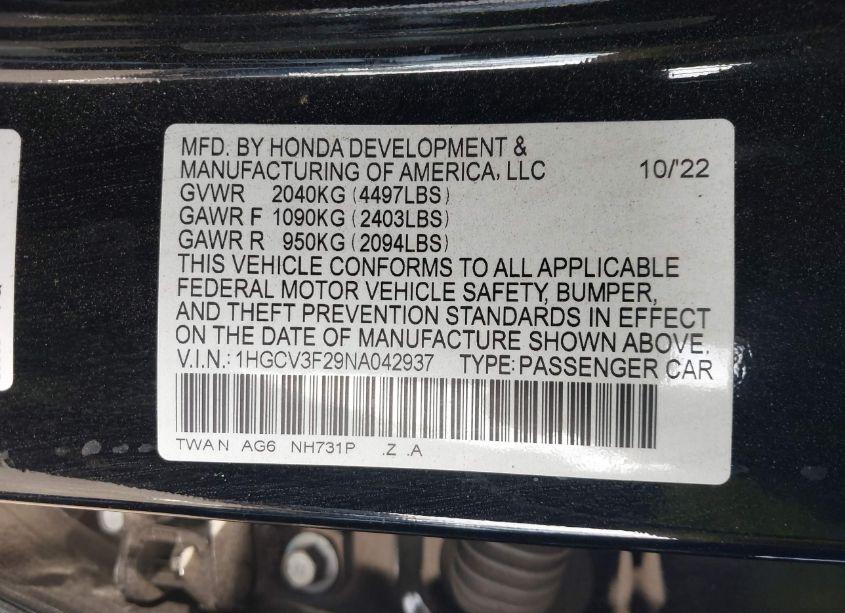 MFD. BY HONDA DEVELOPMENT &
MANUFACTURING OF AMERICA, LLC 10/'22
GVWR 2040KG (4497LBS)
GAWR F 1090KG (2403LBS)
GAWR R 950KG (2094LBS)
THIS VEHICLE CONFORMS TO ALL APPLICABLE
FEDERAL MOTOR VEHICLE SAFETY, BUMPER,
AND THEFT PREVENTION STANDARDS IN EFFECT
ON THE DATE OF MANUFACTURE SHOWN ABOVE.
V.I.N.: 1HGCV3F29NA042937 TYPE: PASSENGER CAR
TWA N AG6 NH731P .Z .A